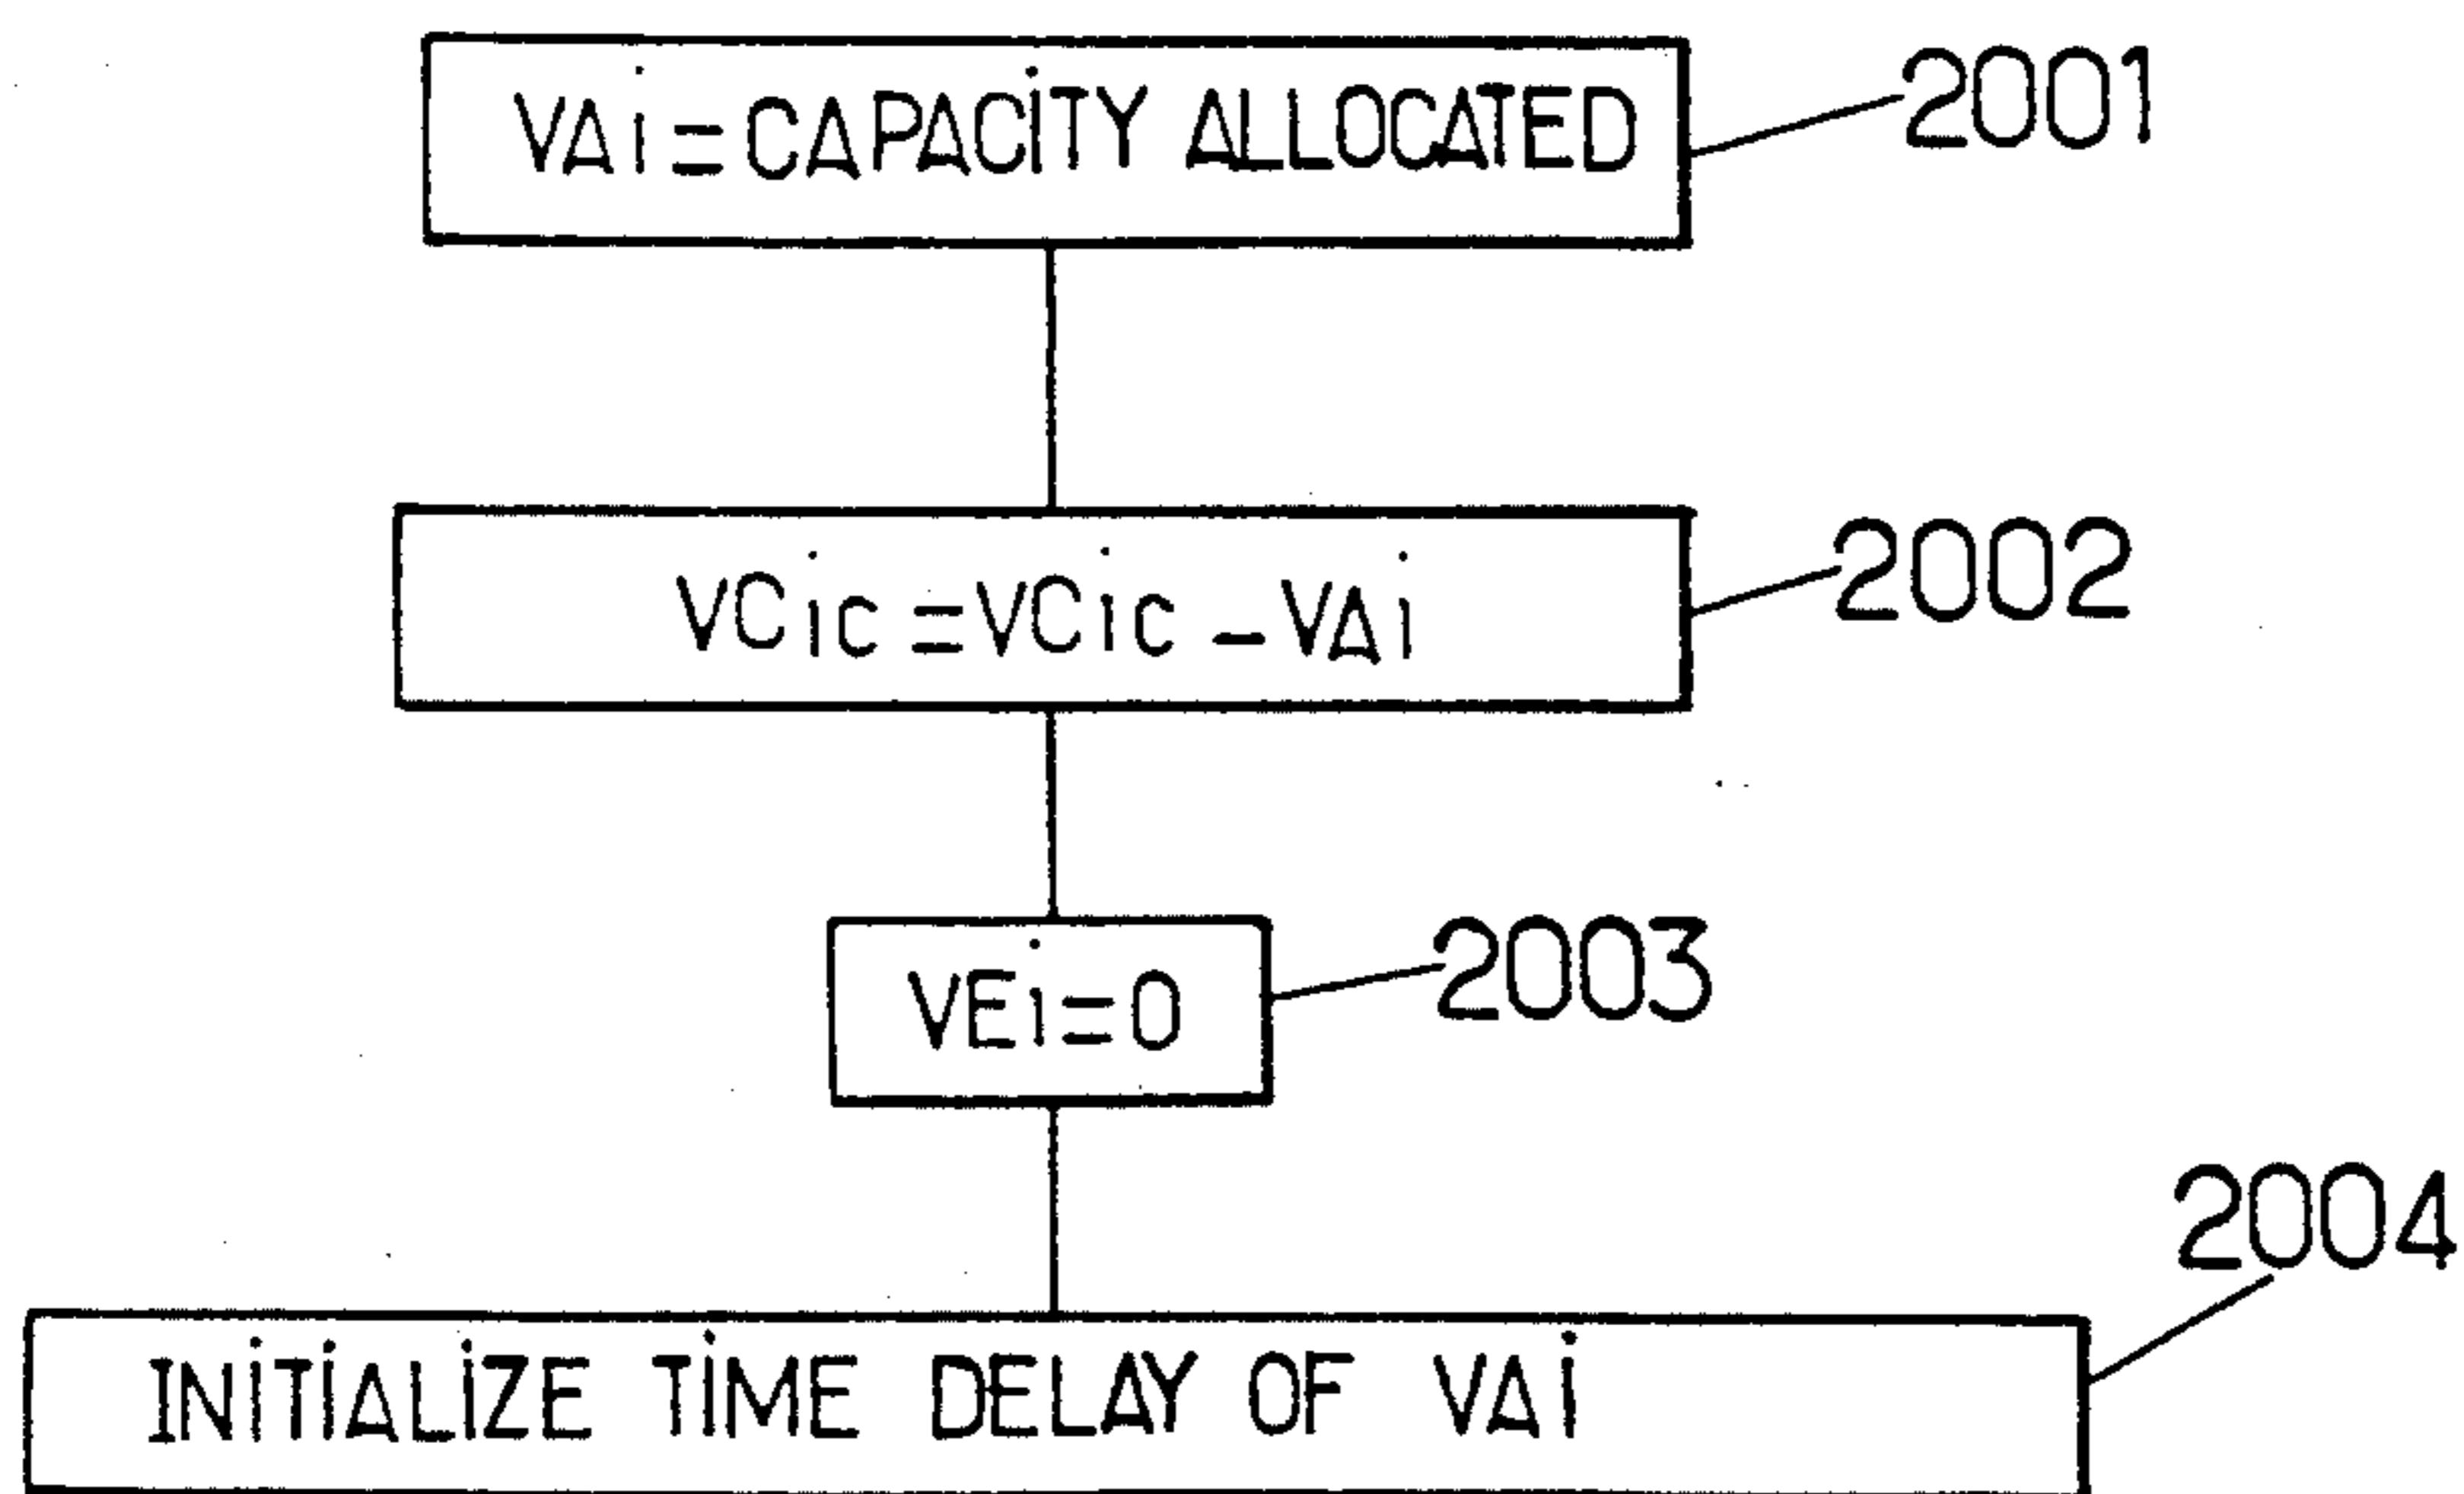 VAi=CAPACiTY ALLOCATED
2001
VCic=VCic-VAi
2002
VEi=0
2003
2004
INiTiALiZE TiME DELAY OF VAi